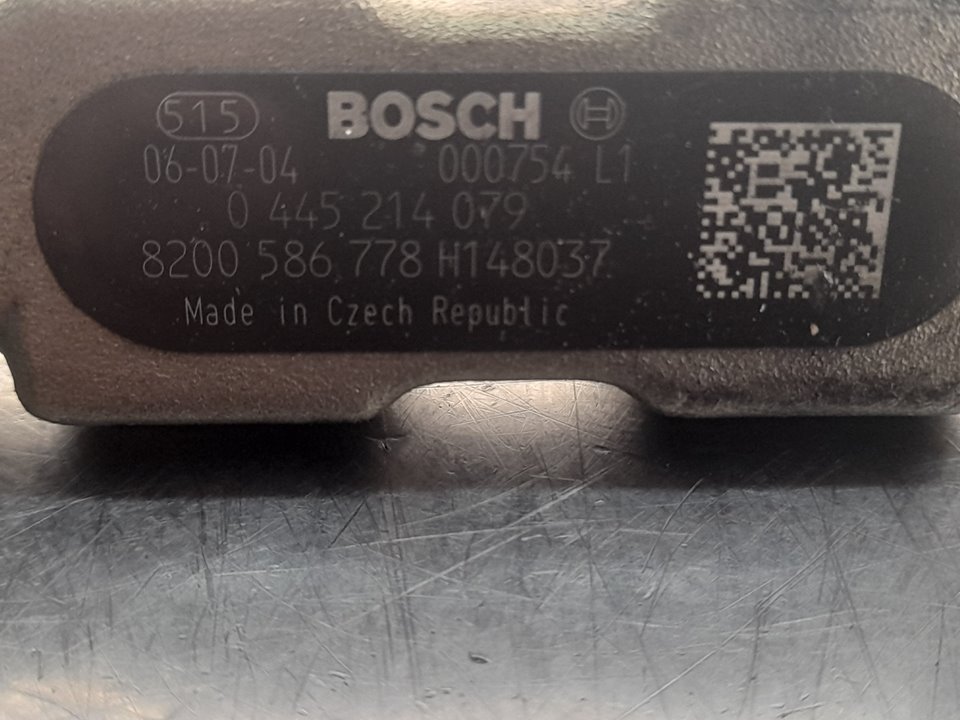 515 BOSCH H
06-07-04 000754 L1
0 445 214 079
8200 586 778 H148037
Made in Czech Republic